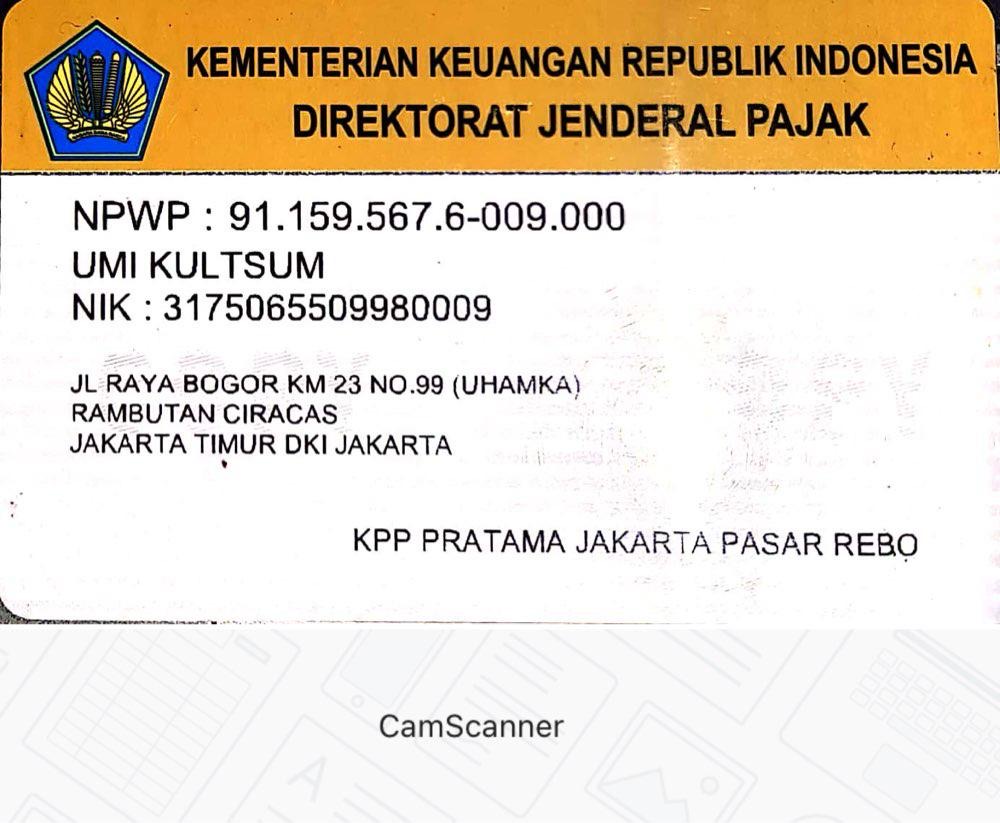 KEMENTERIAN KEUANGAN REPUBLIK INDONESIA
DIREKTORAT JENDERAL PAJAK
NPWP : 91.159.567.6-009.000
UMI KULTSUM
NIK : 3175065509980009
JL RAYA BOGOR KM 23 NO.99 (UHAMKA)
RAMBUTAN CIRACAS
JAKARTA TIMUR DKI JAKARTA
KPP PRATAMA JAKARTA PASAR REBO
CamScanner